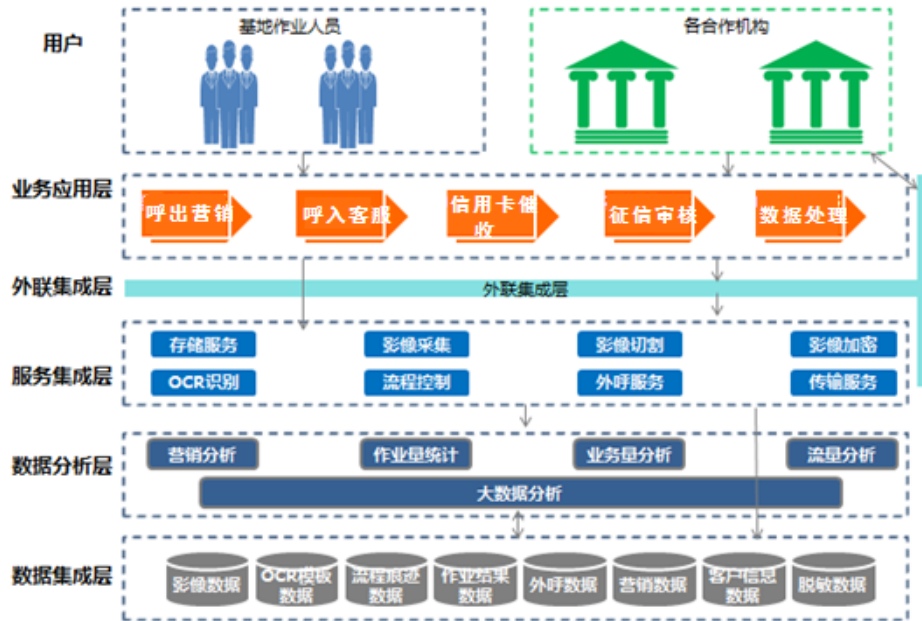 用户
基地作业人员
各合作机构
业务应用层
呼出营销
呼入客服
信用卡催
收
征信审核
数据处理
外联集成层
外联集成层
服务集成层
存储服务
影像采集
影像切割
影像加密
OCR识别
流程控制
外呼服务
传输服务
数据分析层
营销分析
作业量统计
业务量分析
流量分析
大数据分析
数据集成层
影像数据
OCR模板
数据
流程痕迹
数据
作业结果
数据
外呼数据
营销数据
客户信息
数据
脱敏数据